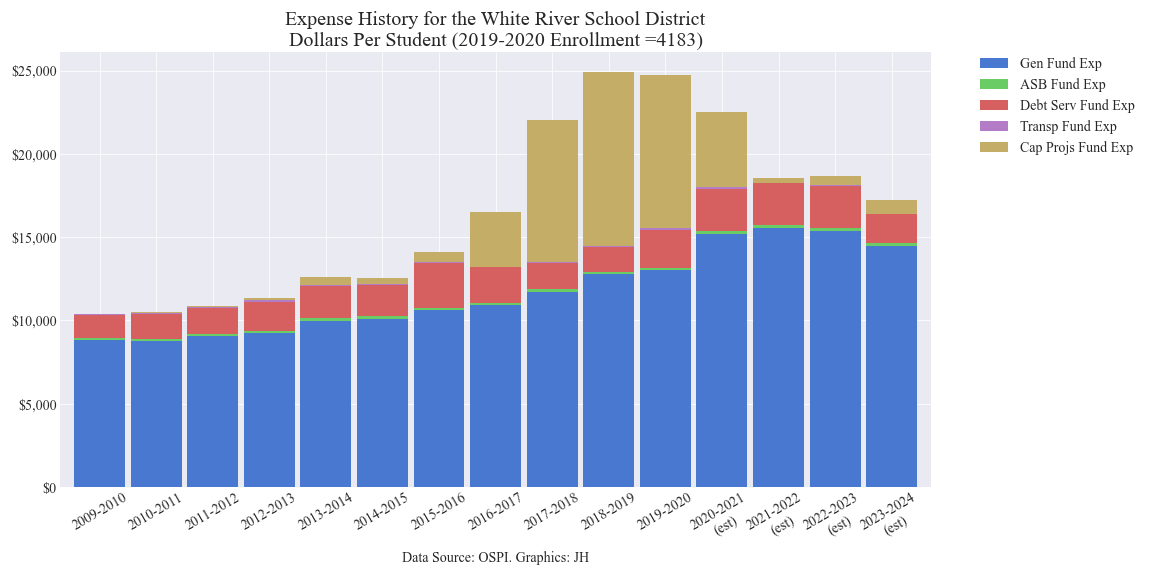 Expense History for the White River School District
Dollars Per Student (2019-2020 Enrollment =4183)
$25,000
$20,000
$15,000
$10,000
$5,000
$0
2009-2010
2010-2011
2011-2012
2012-2013
2013-2014
2014-2015
2015-2016
2016-2017
2017-2018
2018-2019
2019-2020
2020-2021
(est)
2021-2022
(est)
2022-2023
(est)
2023-2024
(est)
Data Source: OSPI. Graphics: JH
Gen Fund Exp
ASB Fund Exp
Debt Serv Fund Exp
Transp Fund Exp
Cap Projs Fund Exp